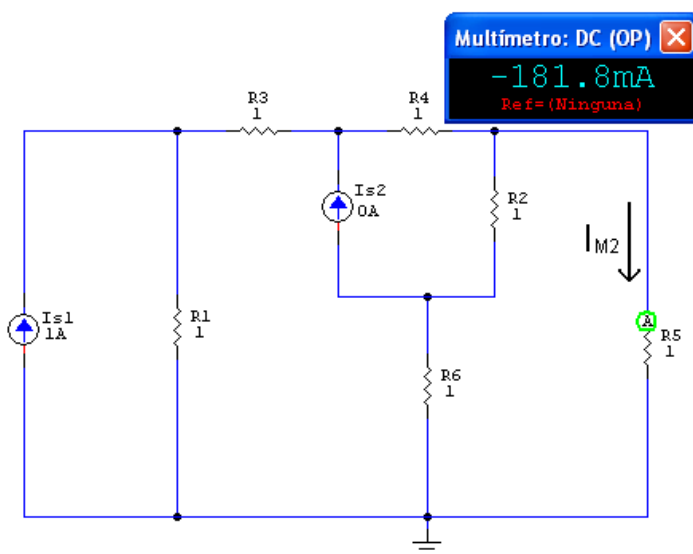 Multímetro: DC (OP)
-181.8mA
Ref=(Ninguna)
R3
1
R4
1
Is2
0A
R2
1
IM2
Is1
1A
R1
1
A
R5
1
R6
1